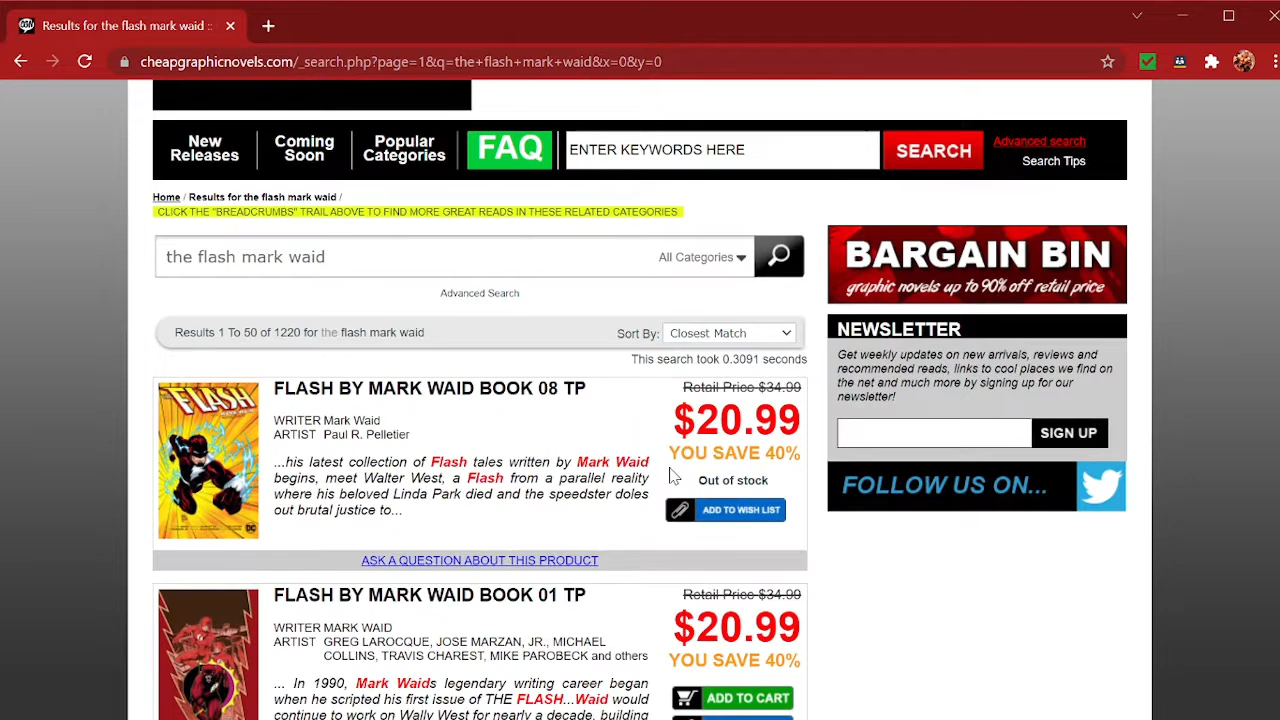 Results for the flash mark waid ::
cheapgraphicnovels.com/_search.php?page=1&q=the+flash+mark+waid&x=0&y=0
New Releases
Coming Soon
Popular Categories
FAQ
ENTER KEYWORDS HERE
SEARCH
Advanced search
Search Tips
Home / Results for the flash mark waid /
CLICK THE "BREADCRUMBS" TRAIL ABOVE TO FIND MORE GREAT READS IN THESE RELATED CATEGORIES
the flash mark waid
All Categories
Advanced Search
Results 1 To 50 of 1220 for the flash mark waid
Sort By: Closest Match
This search took 0.3091 seconds
FLASH BY MARK WAID BOOK 08 TP
WRITER Mark Waid
ARTIST Paul R. Pelletier
...his latest collection of Flash tales written by Mark Waid
begins, meet Walter West, a Flash from a parallel reality
where his beloved Linda Park died and the speedster doles
out brutal justice to...
Retail Price $34.99
$20.99
YOU SAVE 40%
Out of stock
ADD TO WISH LIST
FLASH
DC
ASK A QUESTION ABOUT THIS PRODUCT
FLASH BY MARK WAID BOOK 01 TP
WRITER MARK WAID
ARTIST GREG LAROCQUE, JOSE MARZAN, JR., MICHAEL
COLLINS, TRAVIS CHAREST, MIKE PAROBECK and others
... In 1990, Mark Waids legendary writing career began
when he scripted his first issue of THE FLASH...Waid would
continue to work on Wally West for nearly a decade, building
Retail Price $34.99
$20.99
YOU SAVE 40%
ADD TO CART
BARGAIN BIN
graphic novels up to 90% off retail price
NEWSLETTER
Get weekly updates on new arrivals, reviews and
recommended reads, links to cool places we find on
the net and much more by signing up for our
newsletter!
SIGN UP
FOLLOW US ON...